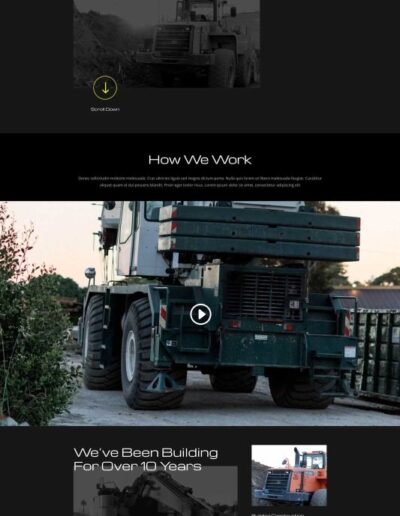 Scroll Down
How We Work
Donec sollicitudin molestie malesuada. Cras ultricies ligula sed magna dictum porta. Nulla quis lorem ut libero malesuada feugiat. Curabitur
aliquet quam id dui posuere blandit. Proin eget tortor risus. Lorem ipsum dolor sit amet, consectetur adipiscing elit
We've Been Building
For Over 10 Years